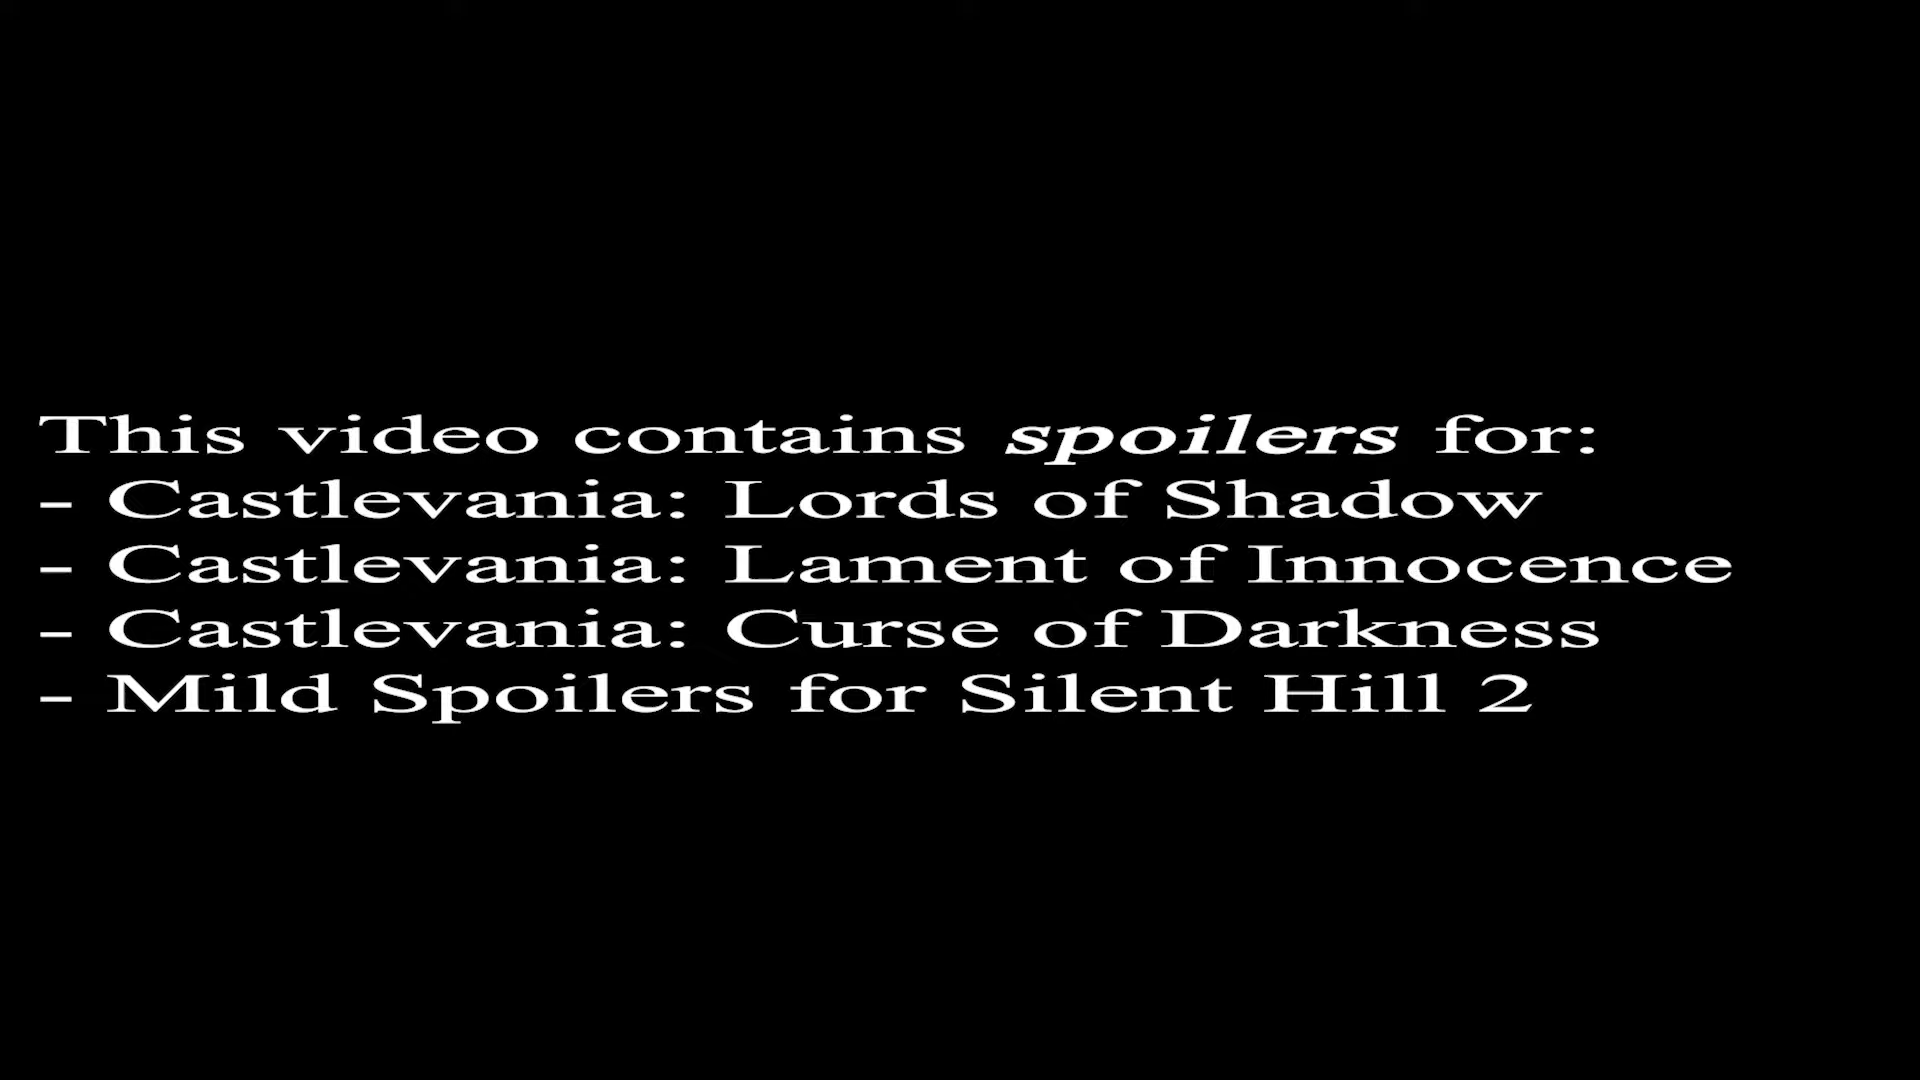 This video contains spoilers for:
- Castlevania: Lords of Shadow
- Castlevania: Lament of Innocence
- Castlevania: Curse of Darkness
- Mild Spoilers for Silent Hill 2